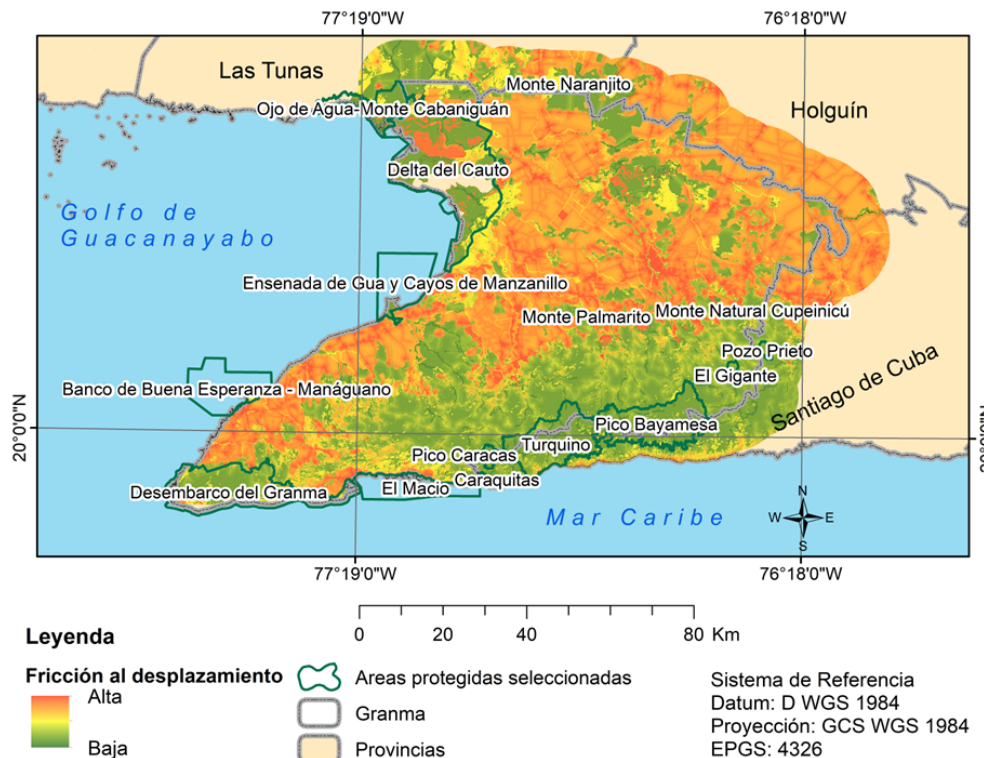 77°19'0"W
76°18'0"W
Las Tunas
Monte Naranjito
Ojo de Agua-Monte Cabaniguán
Holguín
Delta del Cauto
Golfo de
Guacanayabo
Ensenada de Gua y Cayos de Manzanillo
Monte Palmarito
Monte Natural Cupeinicú
Pozo Prieto
El Gigante
Santiago de Cuba
Banco de Buena Esperanza - Manáguano
20°0'0"N
Pico Bayamesa
Turquino
Pico Caracas
Caraquitas
El Macio
Desembarco del Granma
Mar Caribe
N
W
E
S
77°19'0"W
76°18'0"W
0 20 40 80 Km
Leyenda
Fricción al desplazamiento
Alta
Baja
Areas protegidas seleccionadas
Granma
Provincias
Sistema de Referencia
Datum: D WGS 1984
Proyección: GCS WGS 1984
EPGS: 4326